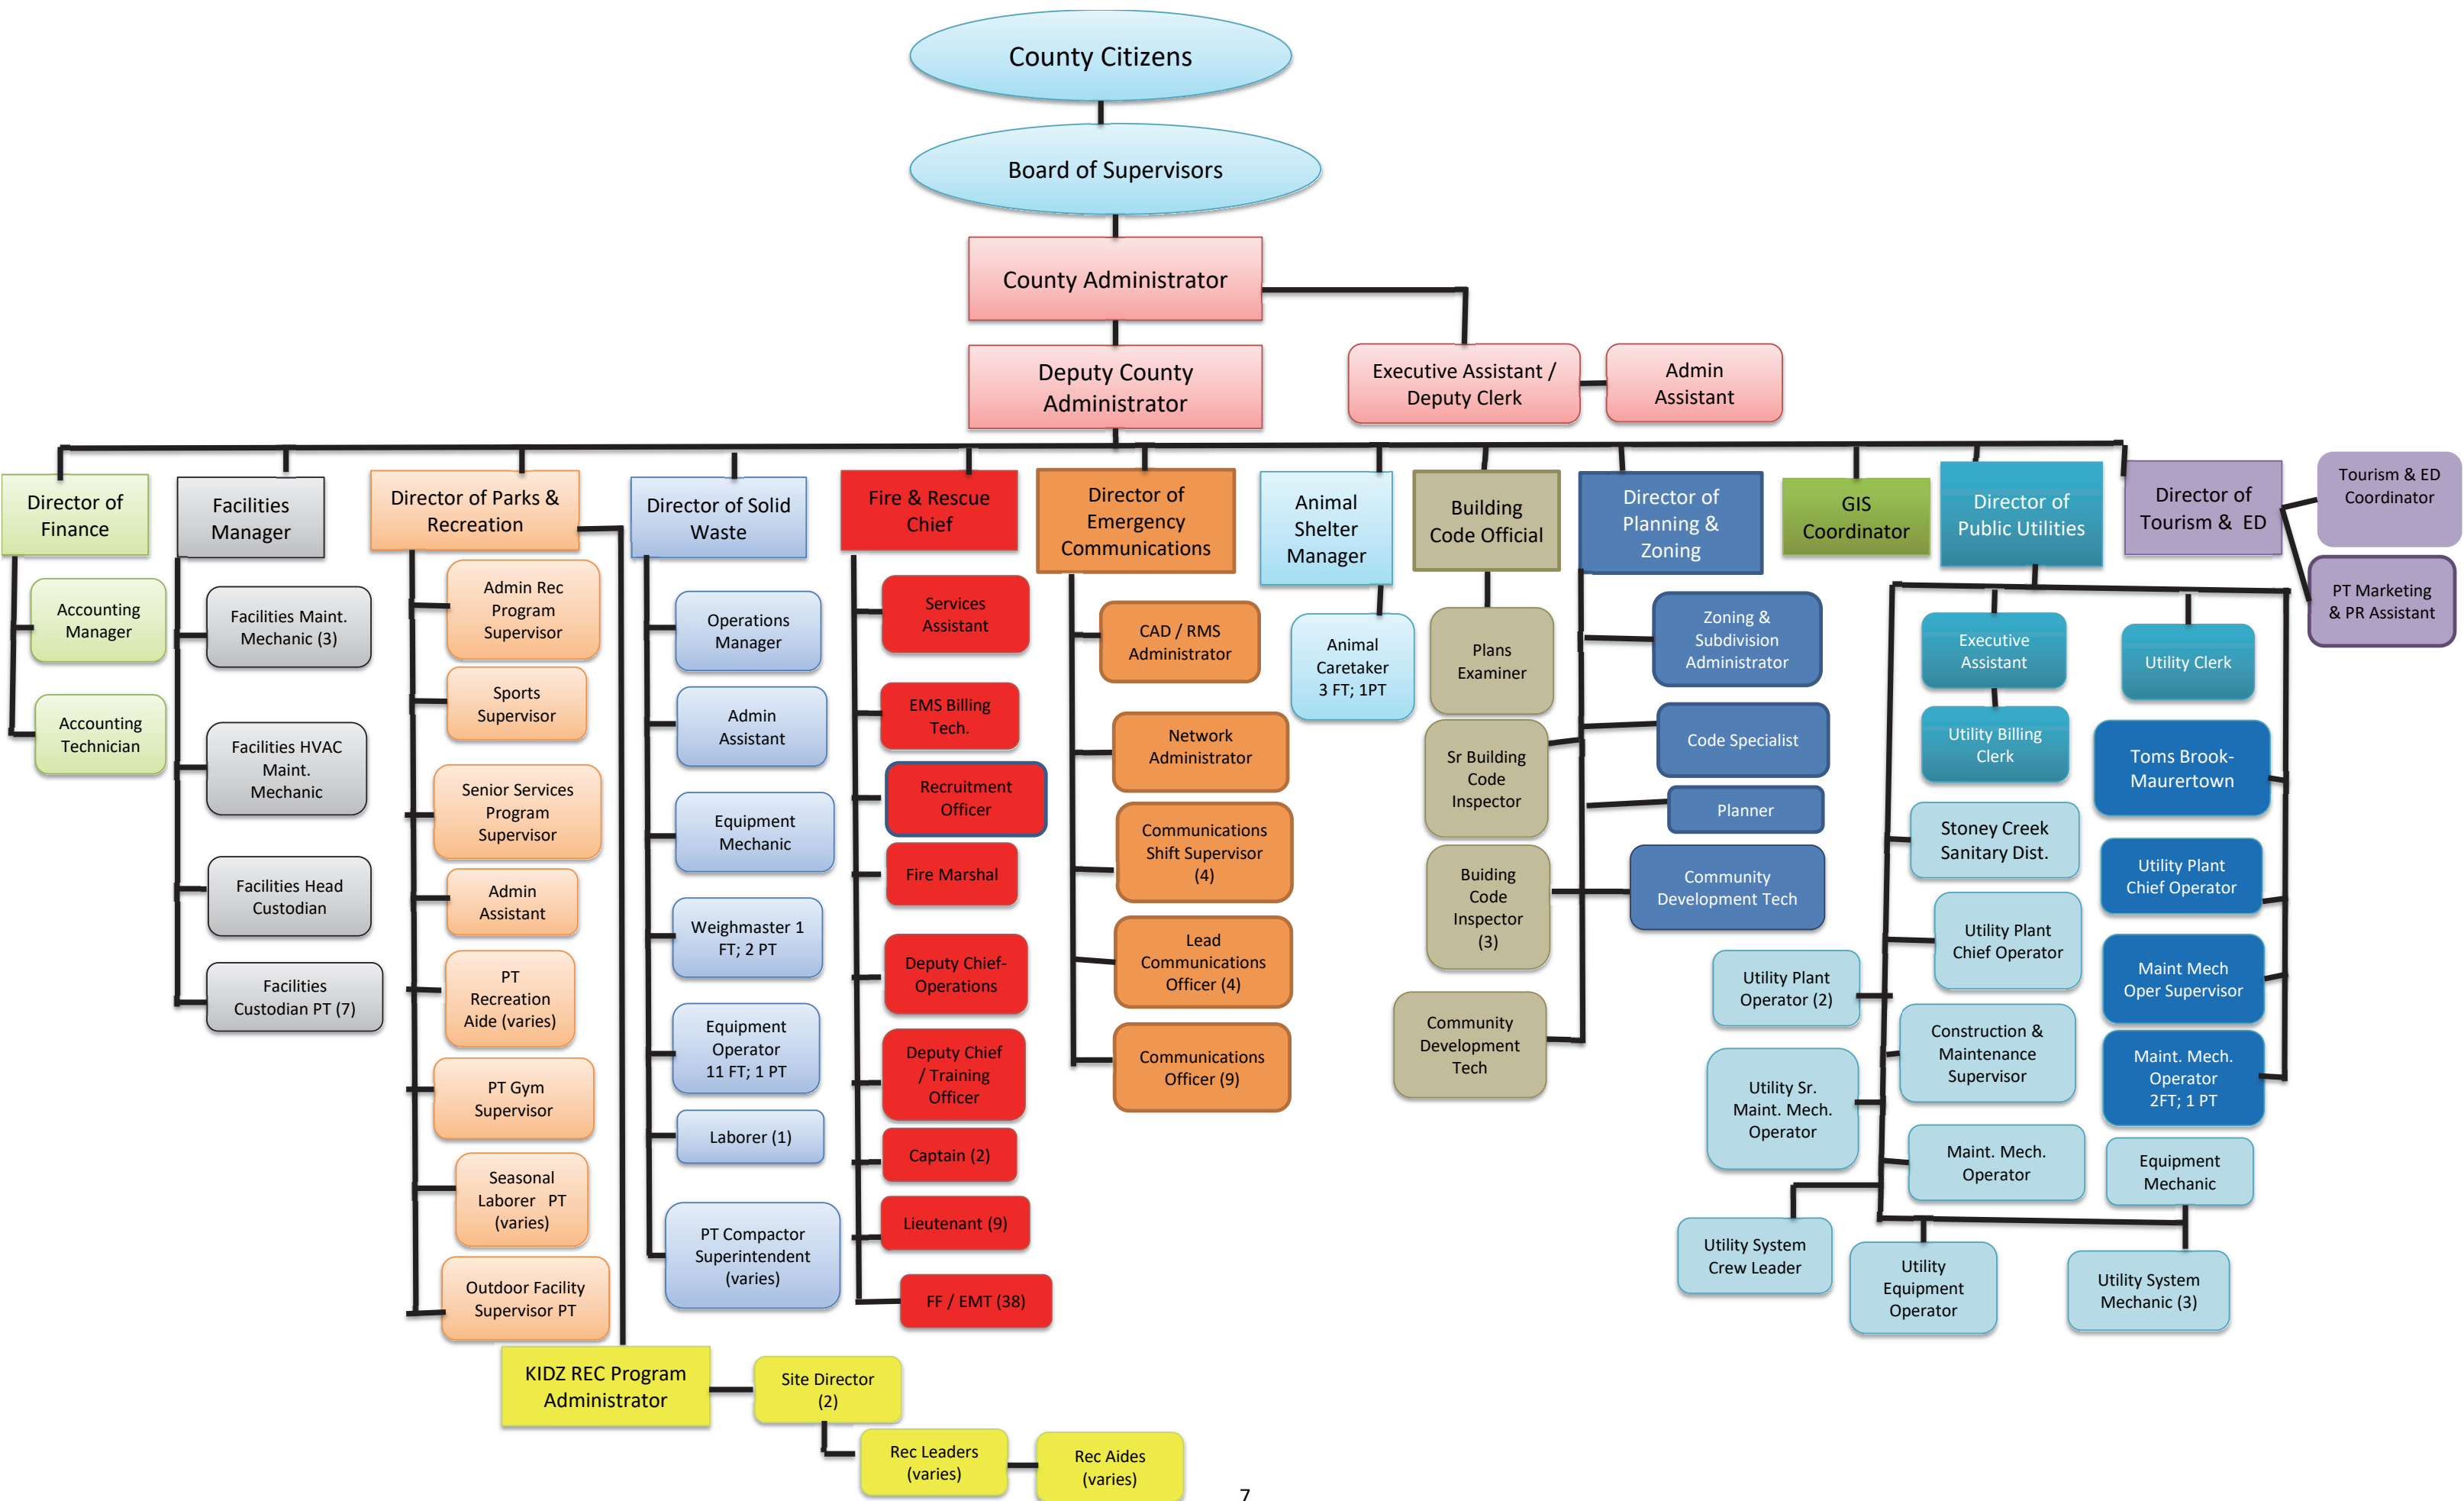 County Citizens
Board of Supervisors
County Administrator
Deputy County
Administrator
Executive Assistant /
Deputy Clerk
Admin
Assistant
Director of
Finance
Accounting
Manager
Accounting
Technician
Facilities
Manager
Facilities Maint.
Mechanic (3)
Facilities HVAC
Maint.
Mechanic
Facilities Head
Custodian
Facilities
Custodian PT (7)
Director of Parks &
Recreation
Admin Rec
Program
Supervisor
Sports
Supervisor
Senior Services
Program
Supervisor
Admin
Assistant
PT
Recreation
Aide (varies)
PT Gym
Supervisor
Seasonal
Laborer PT
(varies)
Outdoor Facility
Supervisor PT
KIDZ REC Program
Administrator
Site Director
(2)
Rec Leaders
(varies)
Rec Aides
(varies)
Director of Solid
Waste
Operations
Manager
Admin
Assistant
Equipment
Mechanic
Weighmaster 1
FT; 2 PT
Equipment
Operator
11 FT; 1 PT
Laborer (1)
PT Compactor
Superintendent
(varies)
Fire & Rescue
Chief
Services
Assistant
EMS Billing
Tech.
Recruitment
Officer
Fire Marshal
Deputy Chief-
Operations
Deputy Chief
/ Training
Officer
Captain (2)
Lieutenant (9)
FF / EMT (38)
Director of
Emergency
Communications
CAD / RMS
Administrator
Network
Administrator
Communications
Shift Supervisor
(4)
Lead
Communications
Officer (4)
Communications
Officer (9)
Animal
Shelter
Manager
Animal
Caretaker
3 FT; 1PT
Building
Code Official
Plans
Examiner
Sr Building
Code
Inspector
Buiding
Code
Inspector
(3)
Community
Development
Tech
Director of
Planning &
Zoning
Zoning &
Subdivision
Administrator
Code Specialist
Planner
Community
Development Tech
GIS
Coordinator
Director of
Public Utilities
Executive
Assistant
Utility Billing
Clerk
Utility Clerk
Stoney Creek
Sanitary Dist.
Utility Plant
Chief Operator
Utility Plant
Operator (2)
Construction &
Maintenance
Supervisor
Utility Sr.
Maint. Mech.
Operator
Maint. Mech.
Operator
Utility System
Crew Leader
Utility
Equipment
Operator
Equipment
Mechanic
Utility System
Mechanic (3)
Toms Brook-
Maurertown
Utility Plant
Chief Operator
Maint Mech
Oper Supervisor
Maint. Mech.
Operator
2FT; 1 PT
Director of
Tourism & ED
Tourism & ED
Coordinator
PT Marketing
& PR Assistant
7